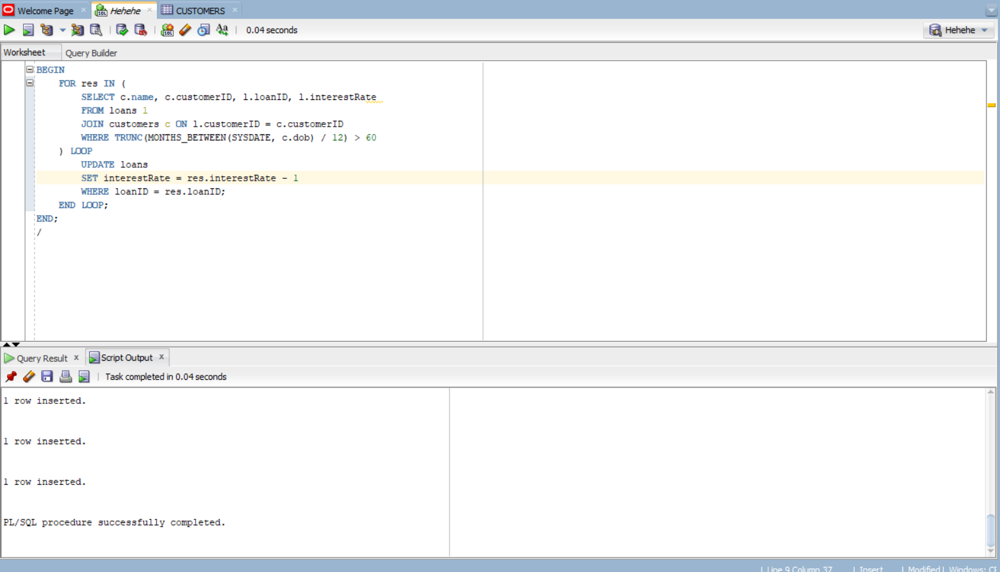 Welcome Page
Hehehe
CUSTOMERS
0.04 seconds
Hehehe
Worksheet
Query Builder
BEGIN
FOR res IN (
SELECT c.name, c.customerID, l.loanID, l.interestRate
FROM loans l
JOIN customers c ON l.customerID = c.customerID
WHERE TRUNC(MONTHS_BETWEEN(SYSDATE, c.dob) / 12) > 60
) LOOP
UPDATE loans
SET interestRate = res.interestRate - 1
WHERE loanID = res.loanID;
END LOOP;
END;
/
Query Result
Script Output
Task completed in 0.04 seconds
1 row inserted.
1 row inserted.
1 row inserted.
PL/SQL procedure successfully completed.
Line 9 Column 37 | Insert | Modified | Windows: